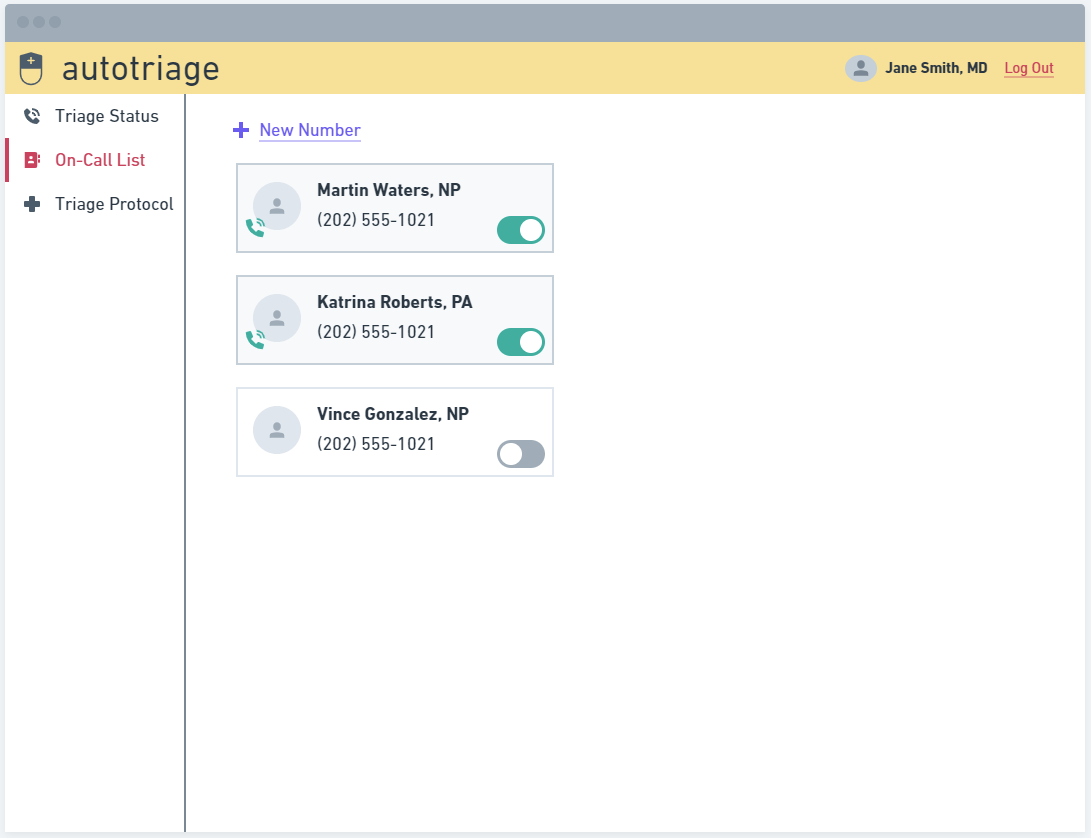 autotriage
Jane Smith, MD
Log Out
Triage Status
On-Call List
Triage Protocol
New Number
Martin Waters, NP
(202) 555-1021
Katrina Roberts, PA
(202) 555-1021
Vince Gonzalez, NP
(202) 555-1021